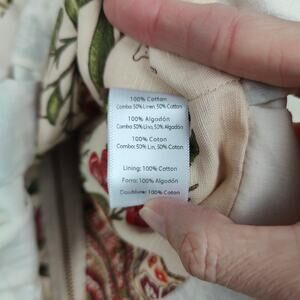 100% Cotton
Combo: 50% Linen, 50% Cotton
100% Algodón
Combo: 50% Lino, 50% Algodón
100% Coton
Combo: 50% Lin, 50% Coton
Lining: 100% Cotton
Forro: 100% Algodón
Doublure: 100% Coton